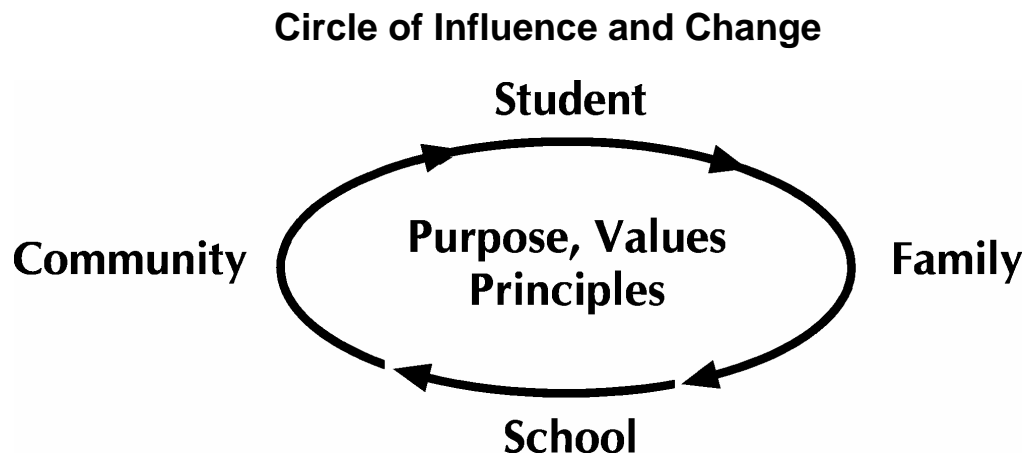 Circle of Influence and Change
Student
Purpose, Values
Principles
Community
Family
School